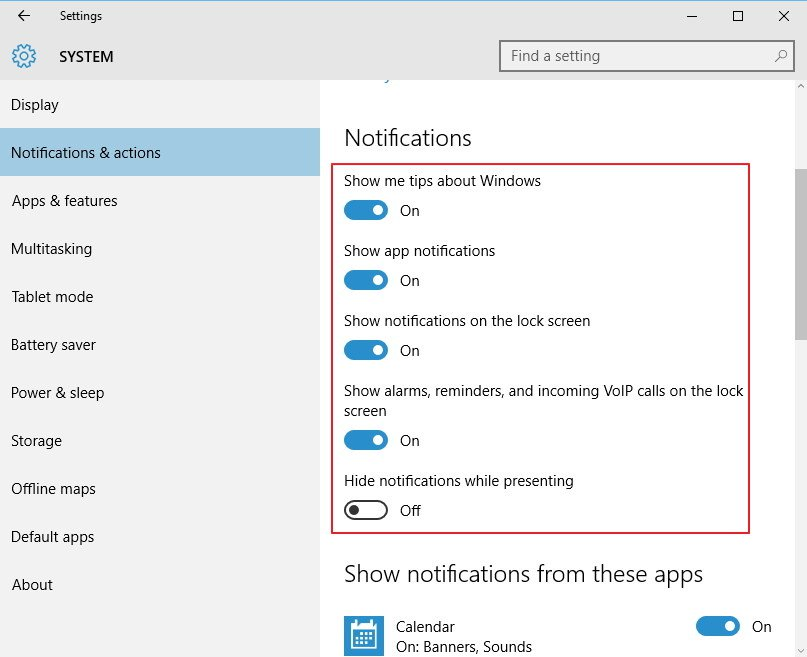 Settings
SYSTEM
Find a setting
Display
Notifications & actions
Apps & features
Multitasking
Tablet mode
Battery saver
Power & sleep
Storage
Offline maps
Default apps
About
Notifications
Show me tips about Windows
On
Show app notifications
On
Show notifications on the lock screen
On
Show alarms, reminders, and incoming VoIP calls on the lock
screen
On
Hide notifications while presenting
Off
Show notifications from these apps
Calendar
On
On: Banners, Sounds